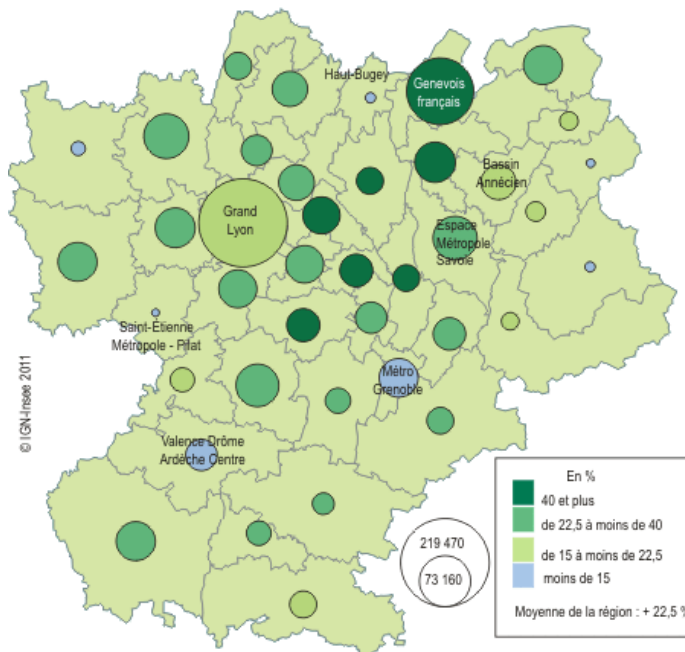 Haut-Bugey
Genevois
français
Bassin
Annécien
Grand
Lyon
Espace
Métropole
Savoie
Saint-Étienne
Métropole - Pilat
Métro
Grenoble
Valence Drôme
Ardèche Centre
© IGN-Insee 2011
219 470
73 160
En %
40 et plus
de 22,5 à moins de 40
de 15 à moins de 22,5
moins de 15
Moyenne de la région : + 22,5 %